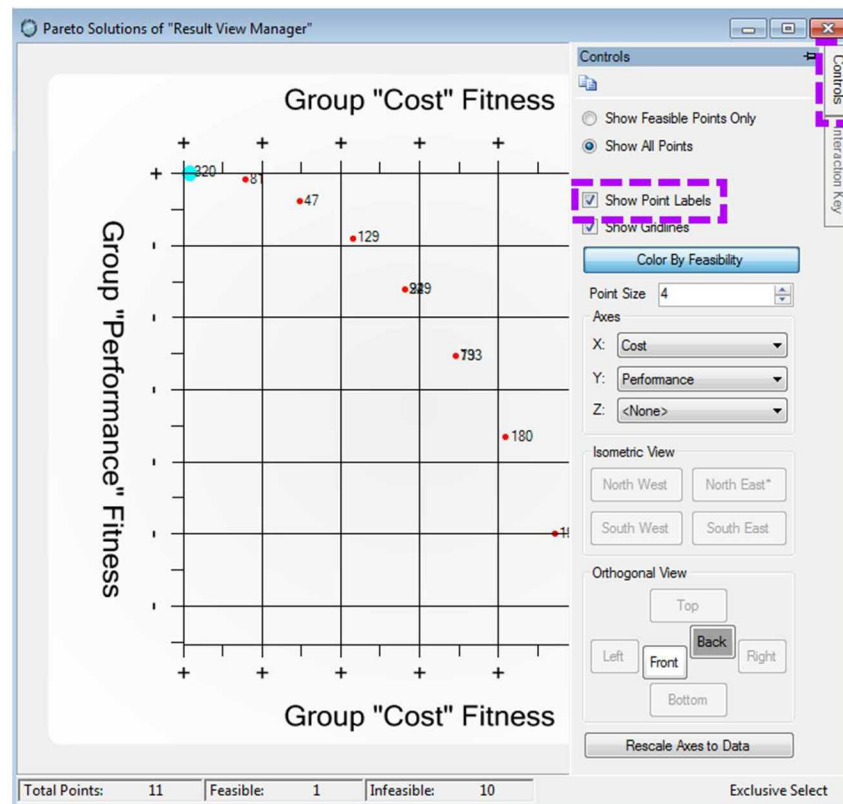 Pareto Solutions of "Result View Manager"
Controls
Controls
Interaction Key
Show Feasible Points Only
Show All Points
Show Point Labels
Show Gridlines
Color By Feasibility
Point Size 4
Axes
X: Cost
Y: Performance
Z: <None>
Isometric View
North West North East*
South West South East
Orthogonal View
Top
Left Front Back Right
Bottom
Rescale Axes to Data
Group "Cost" Fitness
320
81
47
129
180
Group "Performance" Fitness
Group "Cost" Fitness
Total Points: 11 Feasible: 1 Infeasible: 10 Exclusive Select